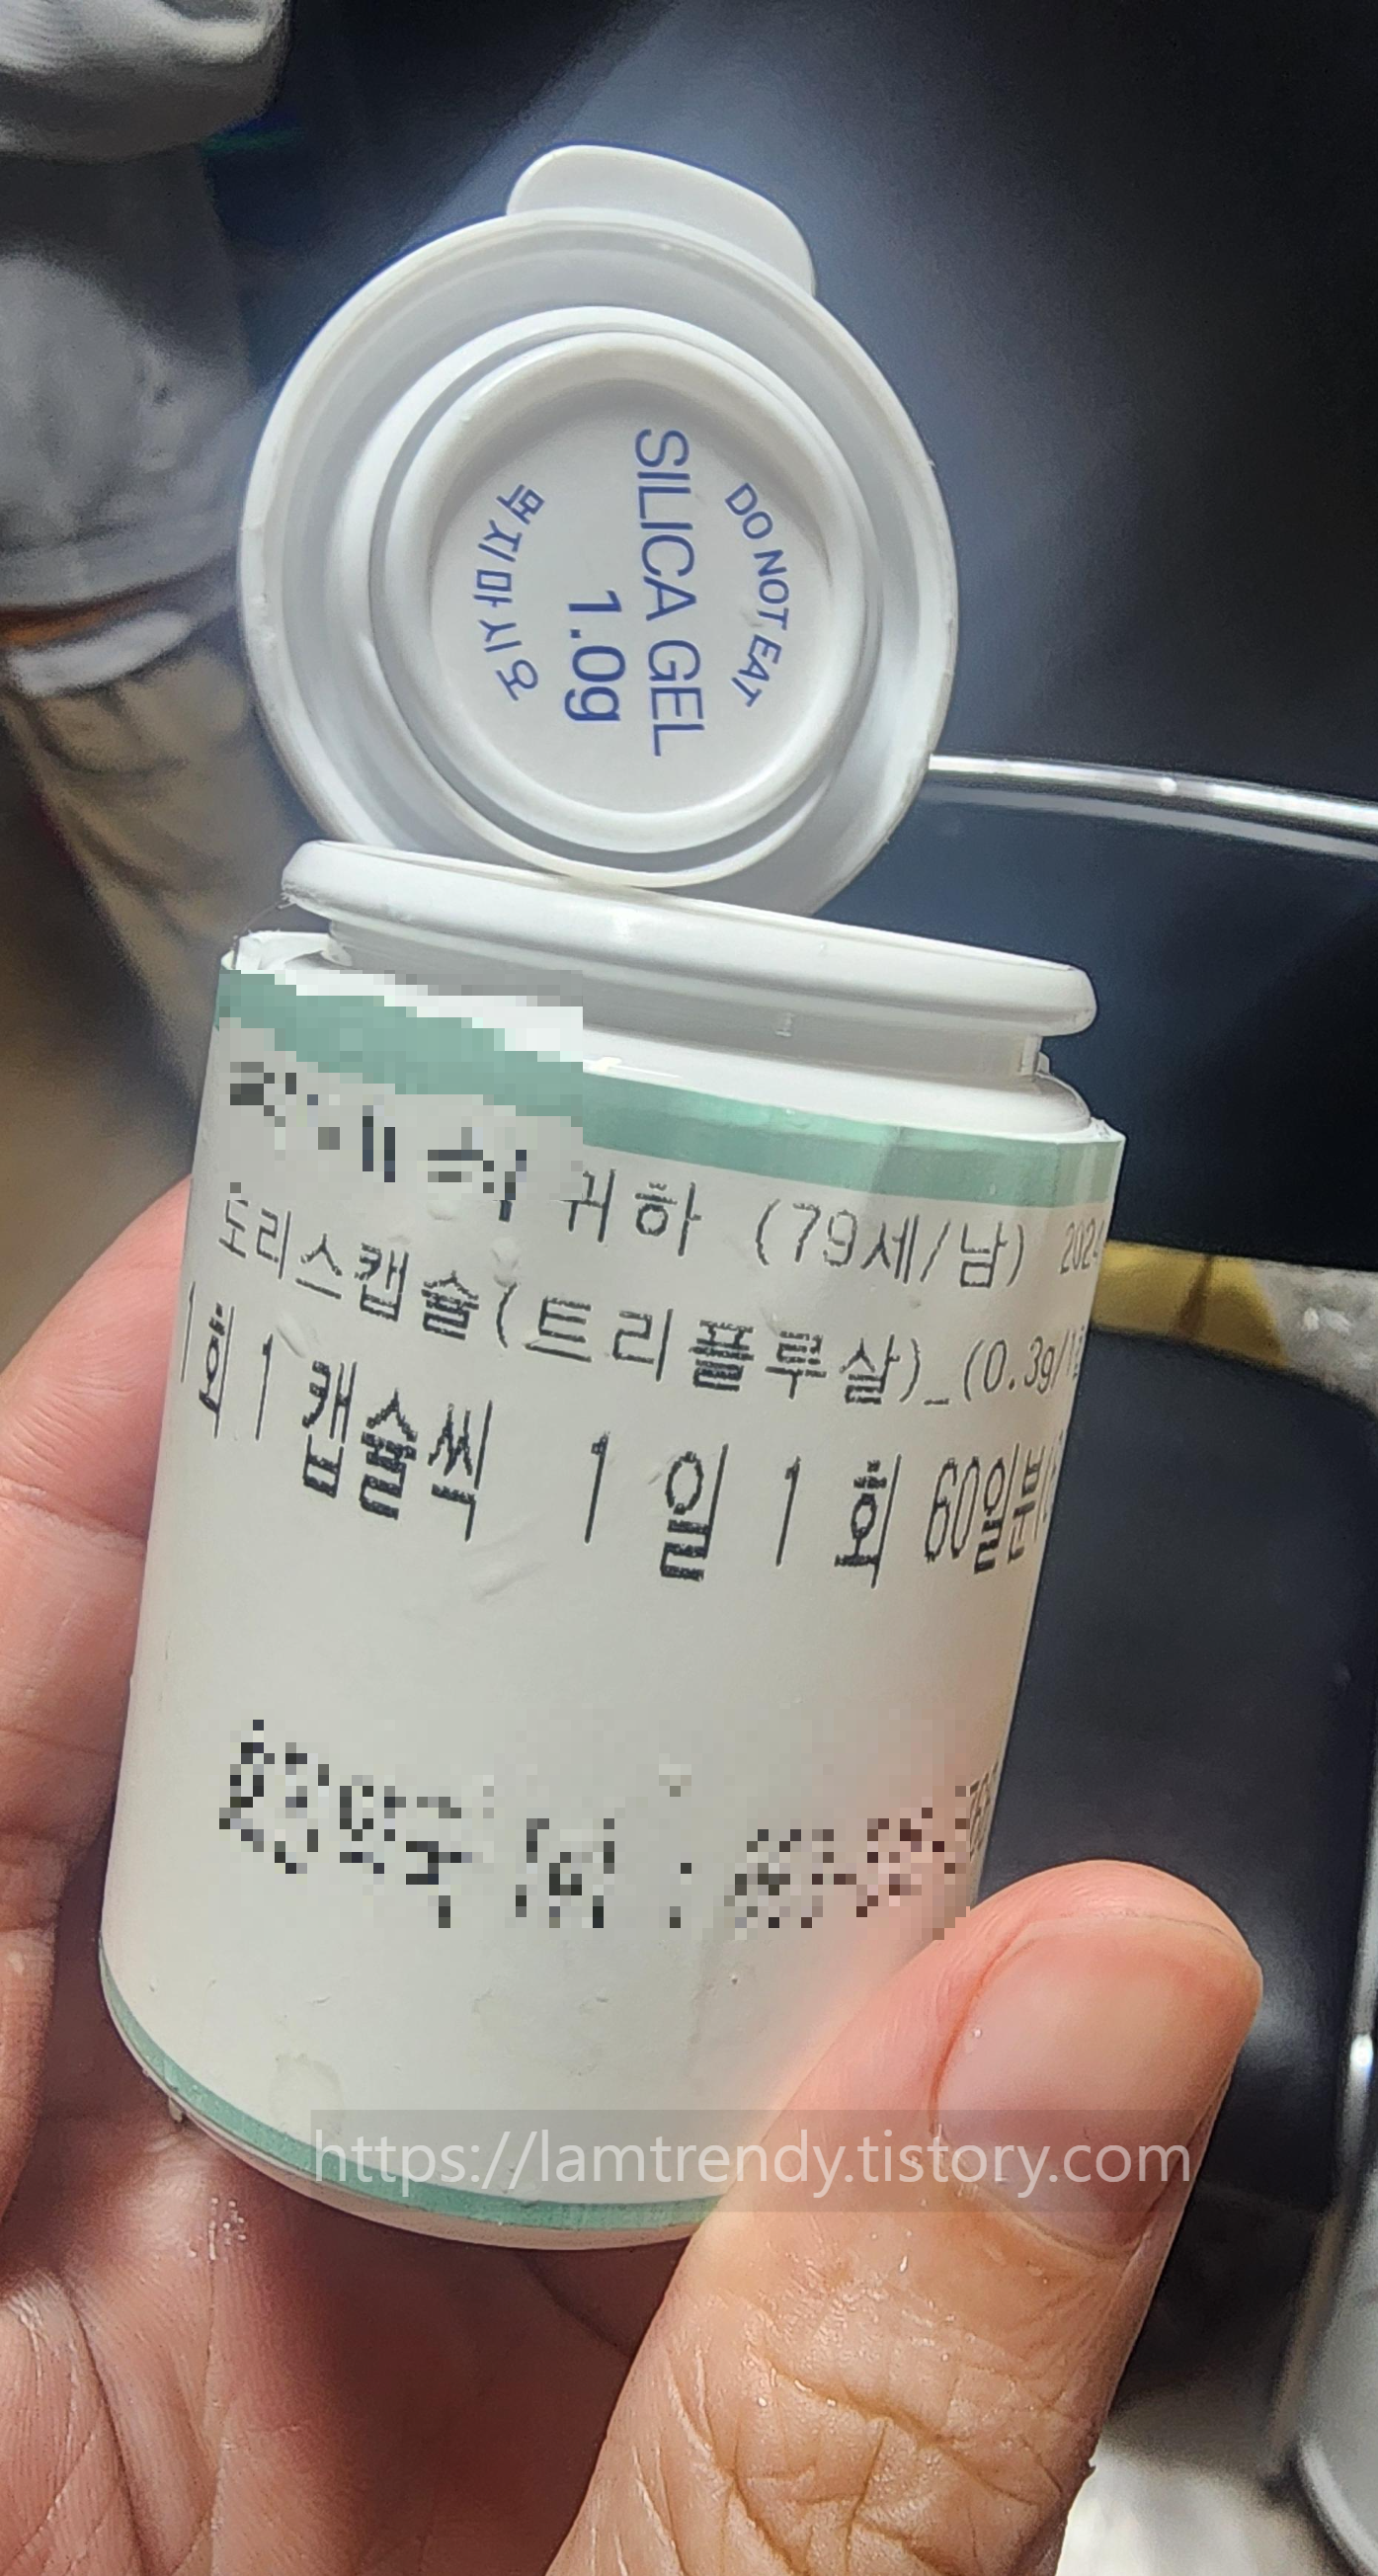 DO NOT EAT
SILICA GEL
1.0g
먹지마시오
귀하 (79세/남) 2024
도리스캡슐(트리플루살)_(0.3g/1
1회1캡슐씩 1일1회 60일분
https://lamtrendy.tistory.com